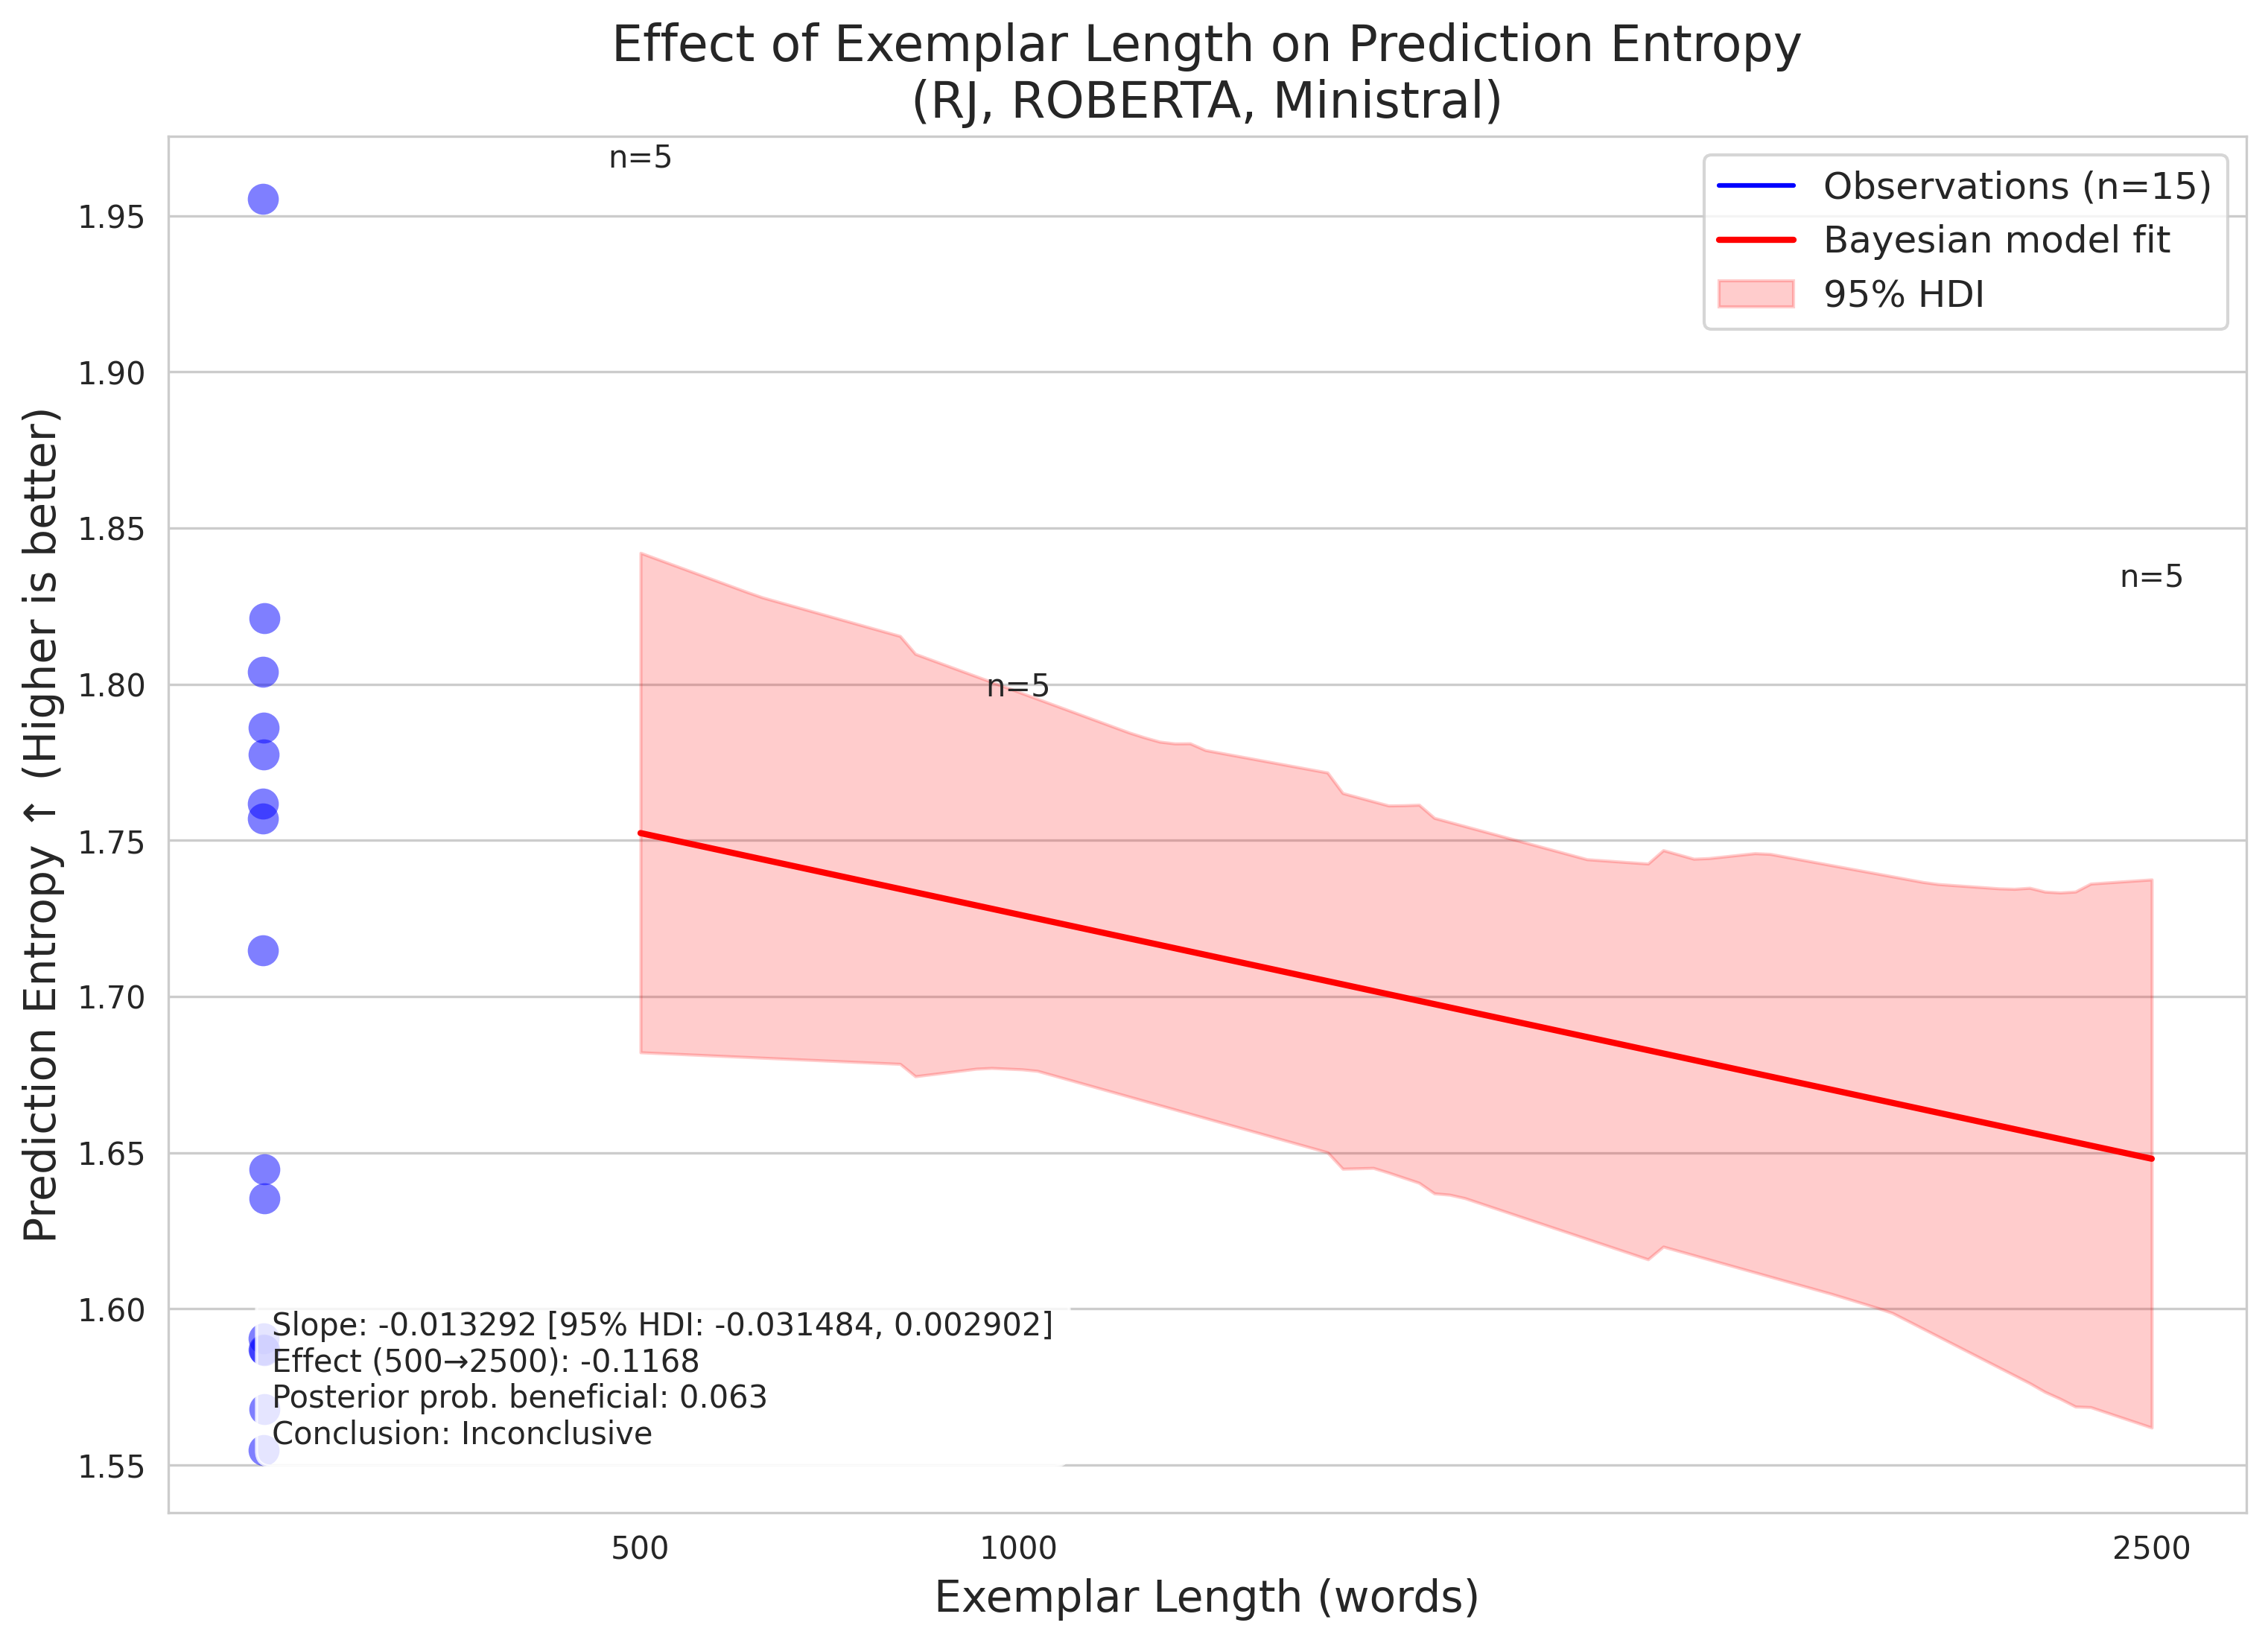 Effect of Exemplar Length on Prediction Entropy
(RJ, ROBERTA, Ministral)
n=5
n=5
n=5
Observations (n=15)
Bayesian model fit
95% HDI
Prediction Entropy ↑ (Higher is better)
1.95
1.90
1.85
1.80
1.75
1.70
1.65
1.60
1.55
Slope: -0.013292 [95% HDI: -0.031484, 0.002902]
Effect (500→2500): -0.1168
Posterior prob. beneficial: 0.063
Conclusion: Inconclusive
500
1000
2500
Exemplar Length (words)